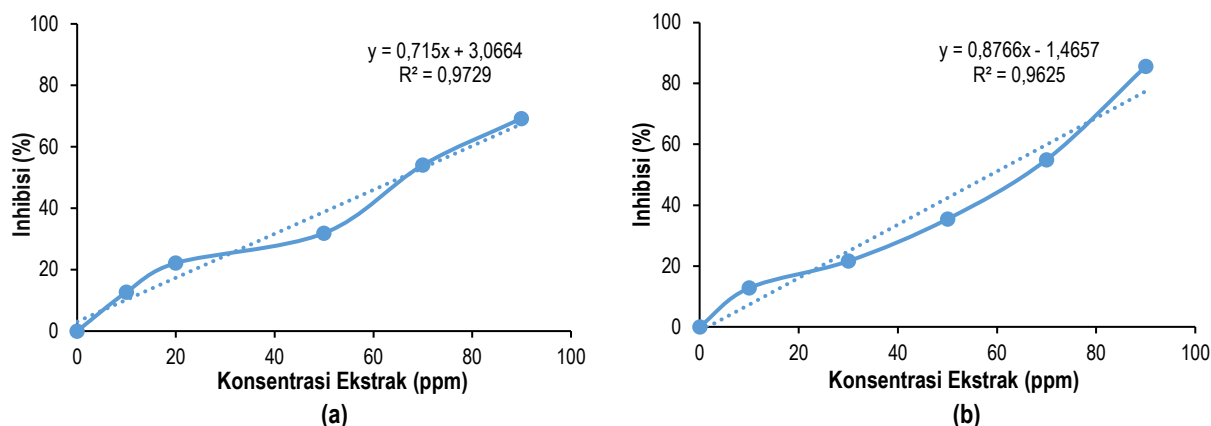 100
80
60
40
20
0
Inhibisi (%)
y = 0,715x + 3,0664
R² = 0,9729
0 20 40 60 80 100
Konsentrasi Ekstrak (ppm)
(a)
100
80
60
40
20
0
Inhibisi (%)
y = 0,8766x - 1,4657
R² = 0,9625
0 20 40 60 80 100
Konsentrasi Ekstrak (ppm)
(b)